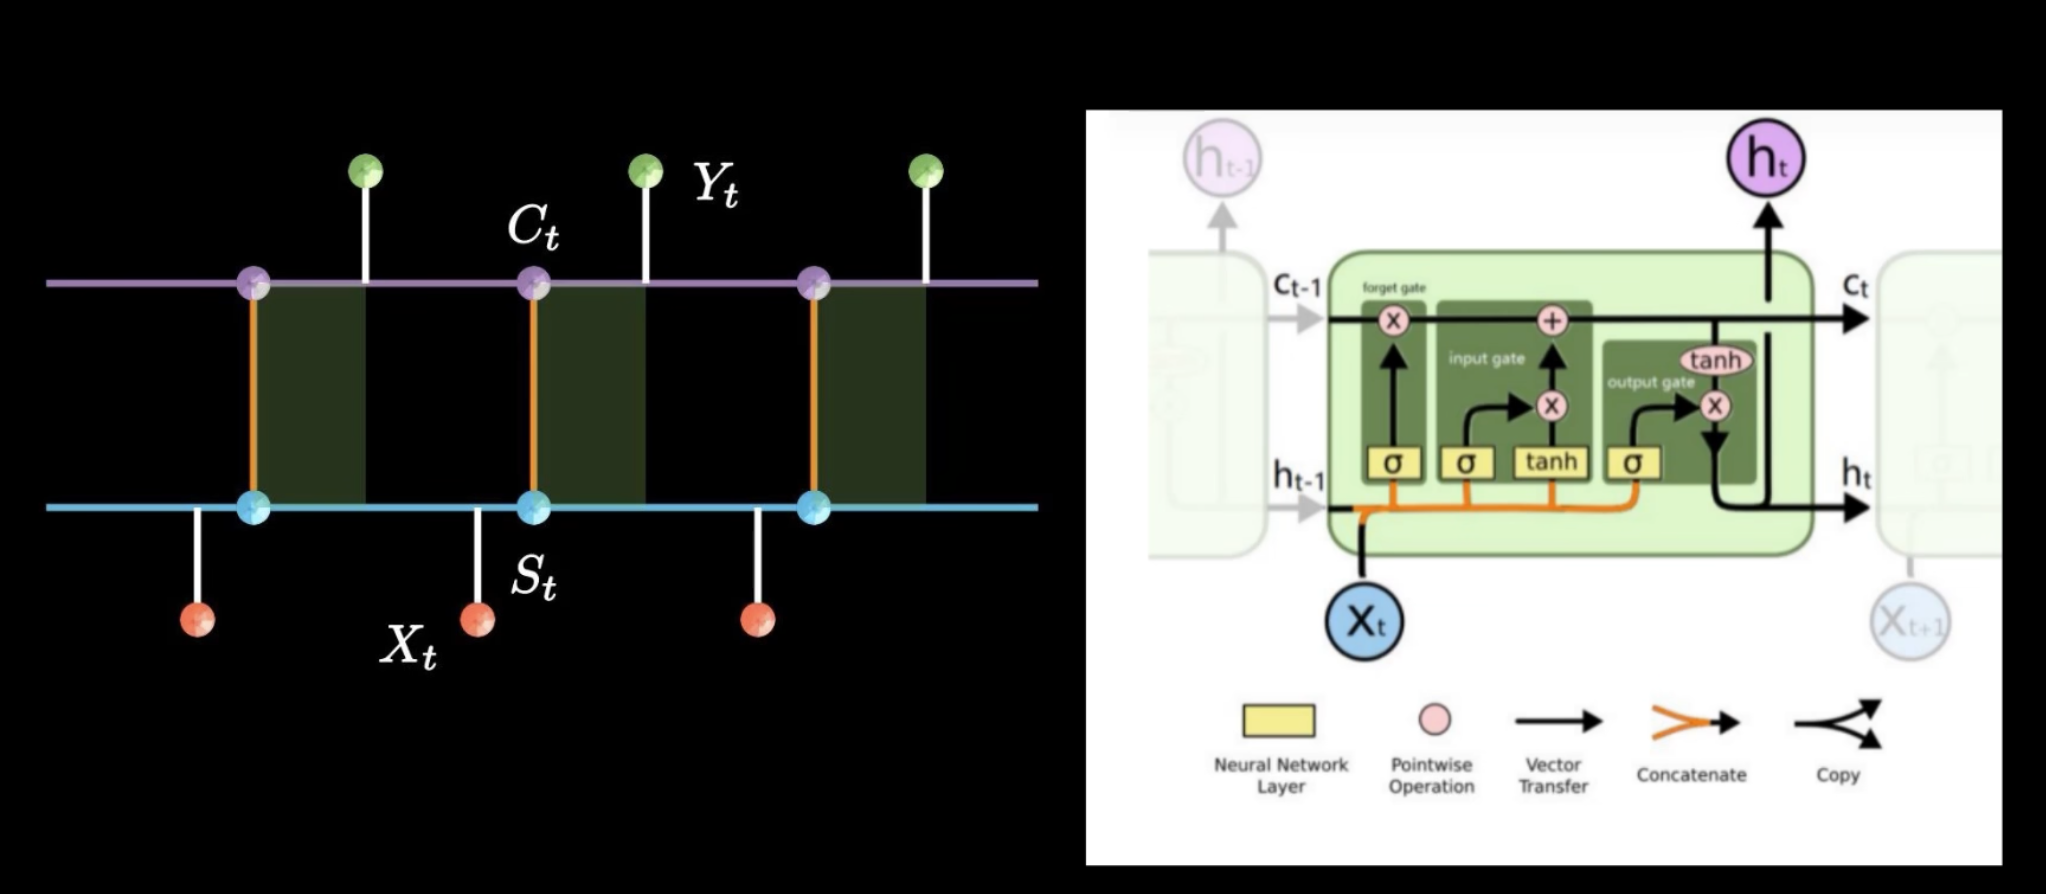 Y_t
C_t
S_t
X_t
h_{t-1}
h_t
c_{t-1}
forget gate
c_t
x
+
input gate
tanh
output gate
x
x
h_{t-1}
σ
σ
tanh
σ
h_t
X_t
X_{t+1}
Neural Network
Layer
Pointwise
Operation
Vector
Transfer
Concatenate
Copy